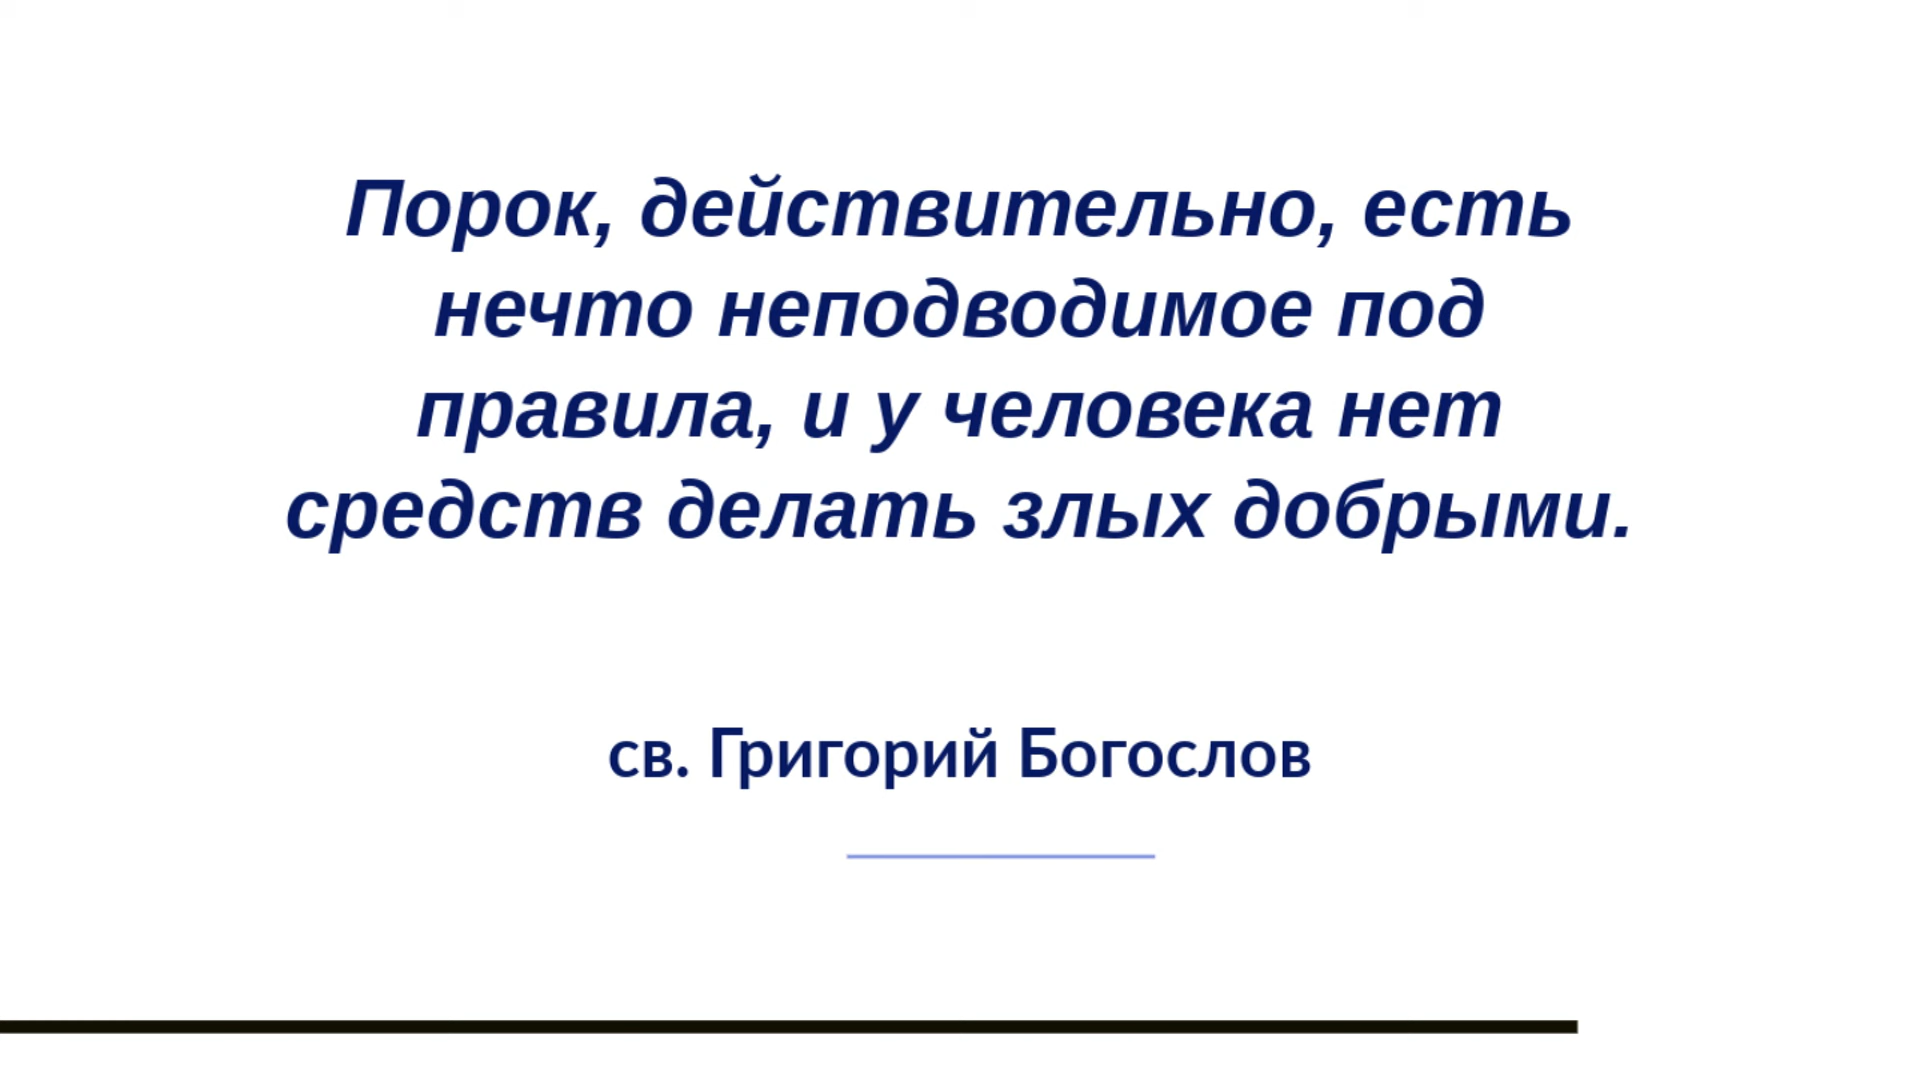 Порок, действительно, есть
нечто неподводимое под
правила, и у человека нет
средств делать злых добрыми.
св. Григорий Богослов